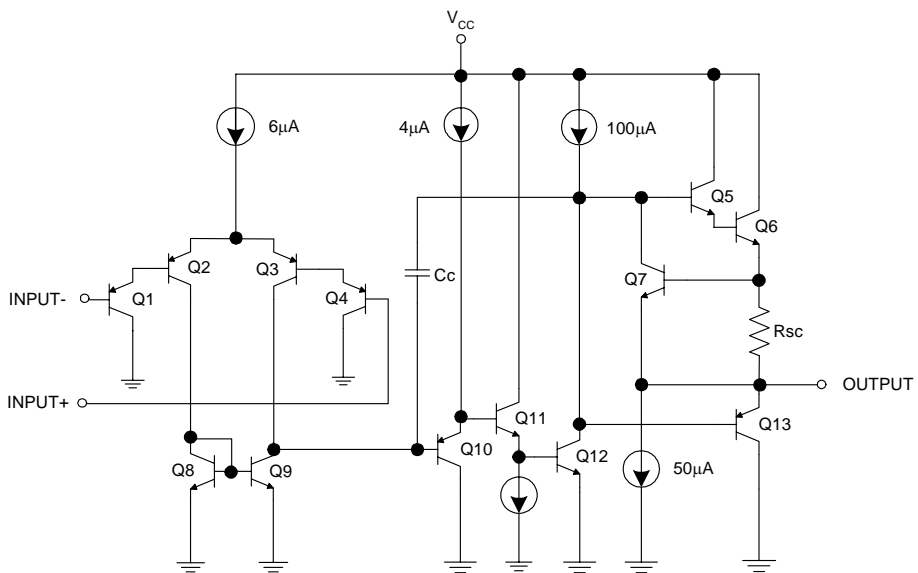 VCC
6µA
4µA
100µA
Q5
Q6
Q2
Q3
Cc
Q7
INPUT-
Q1
Q4
Rsc
OUTPUT
INPUT+
Q11
Q13
Q8
Q9
Q10
Q12
50µA